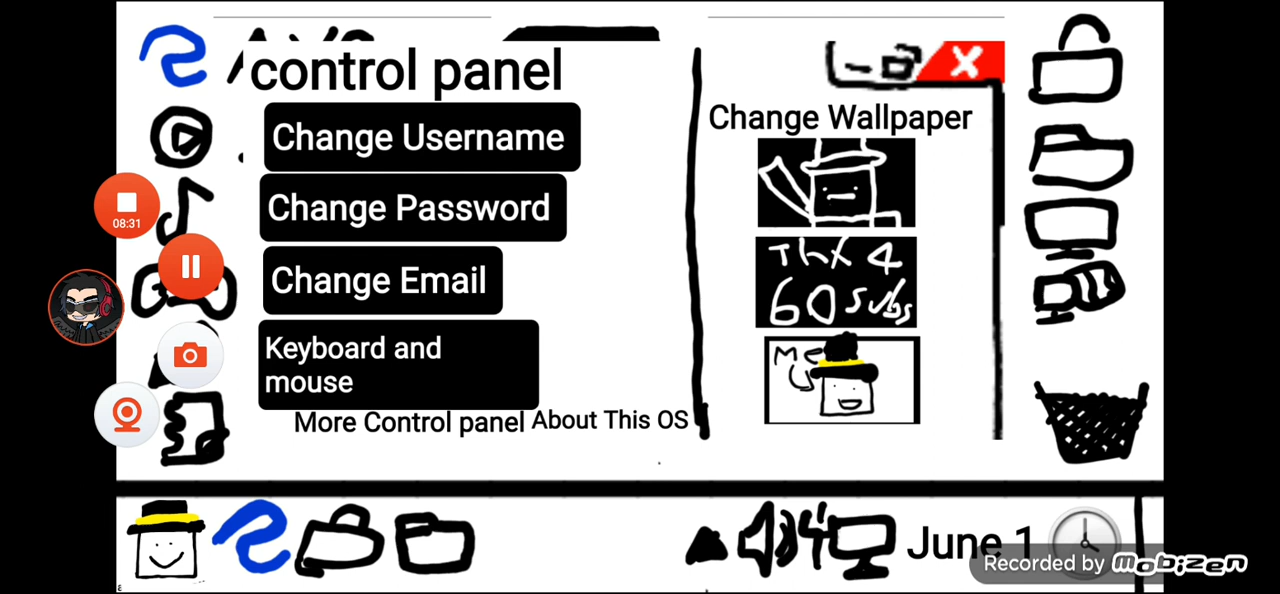 control panel
Change Username
Change Password
Change Email
Keyboard and
mouse
More Control panel
About This OS
Change Wallpaper
Thx 4
60 subs
ME
08:31
June 1
Recorded by mobizen